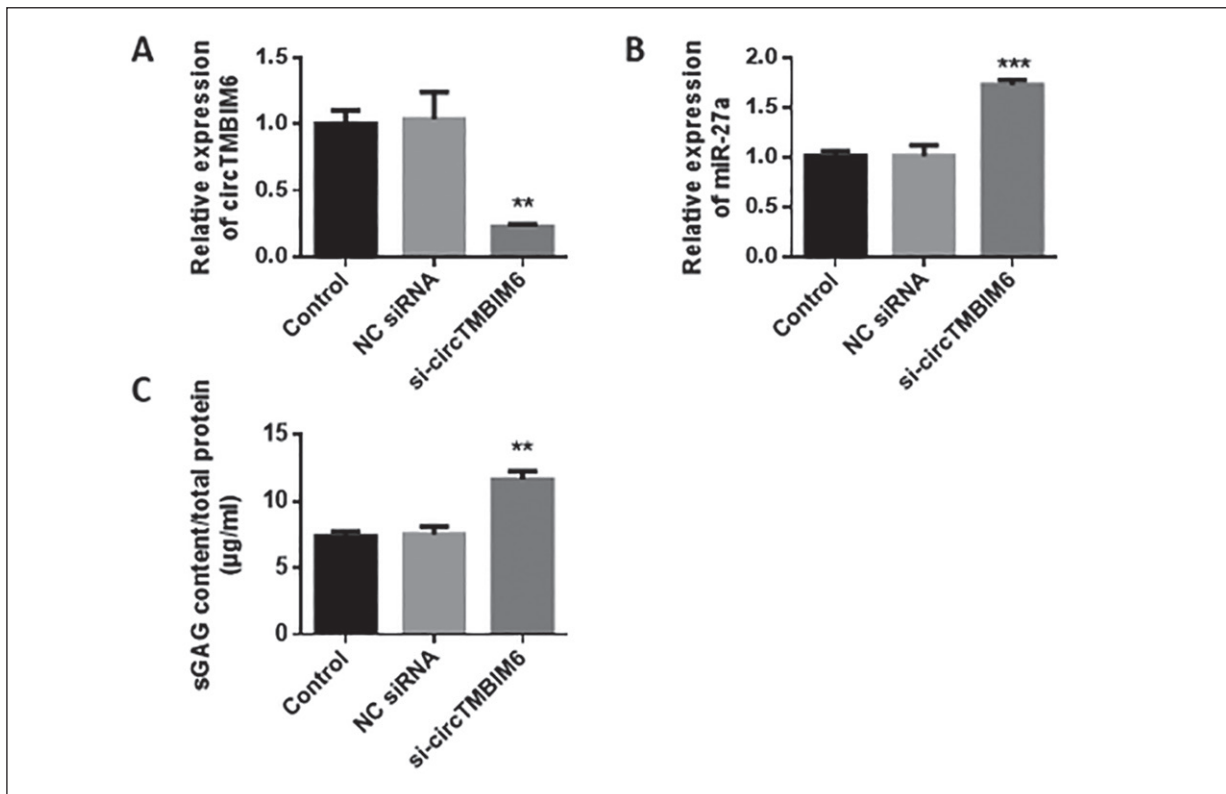 A
Relative expression
of circTMBIM6
1.5
1.0
0.5
0.0
**
Control
NC siRNA
si-circTMBIM6
B
Relative expression
of miR-27a
2.0
1.5
1.0
0.5
0.0
***
Control
NC siRNA
si-circTMBIM6
C
sGAG content/total protein
(µg/ml)
15
10
5
0
**
Control
NC siRNA
si-circTMBIM6